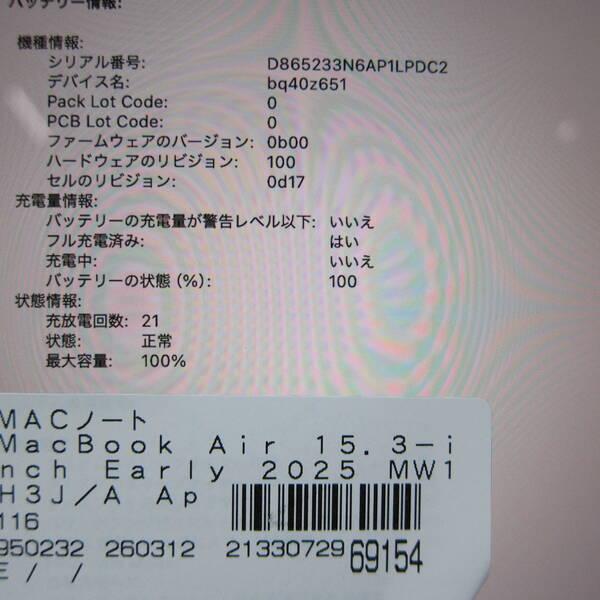 バッテリー情報:
機種情報:
シリアル番号: D865233N6AP1LPDC2
デバイス名: bq40z651
Pack Lot Code: 0
PCB Lot Code: 0
ファームウェアのバージョン: 0b00
ハードウェアのリビジョン: 100
セルのリビジョン: 0d17
充電量情報:
バッテリーの充電量が警告レベル以下: いいえ
フル充電済み: はい
充電中: いいえ
バッテリーの状態 (%): 100
状態情報:
充放電回数: 21
状態: 正常
最大容量: 100%
MACノート
MacBook Air 15.3-i
nch Early 2025 MW1
H3J/A Ap
116
950232 260312 21330729 69154
E / /